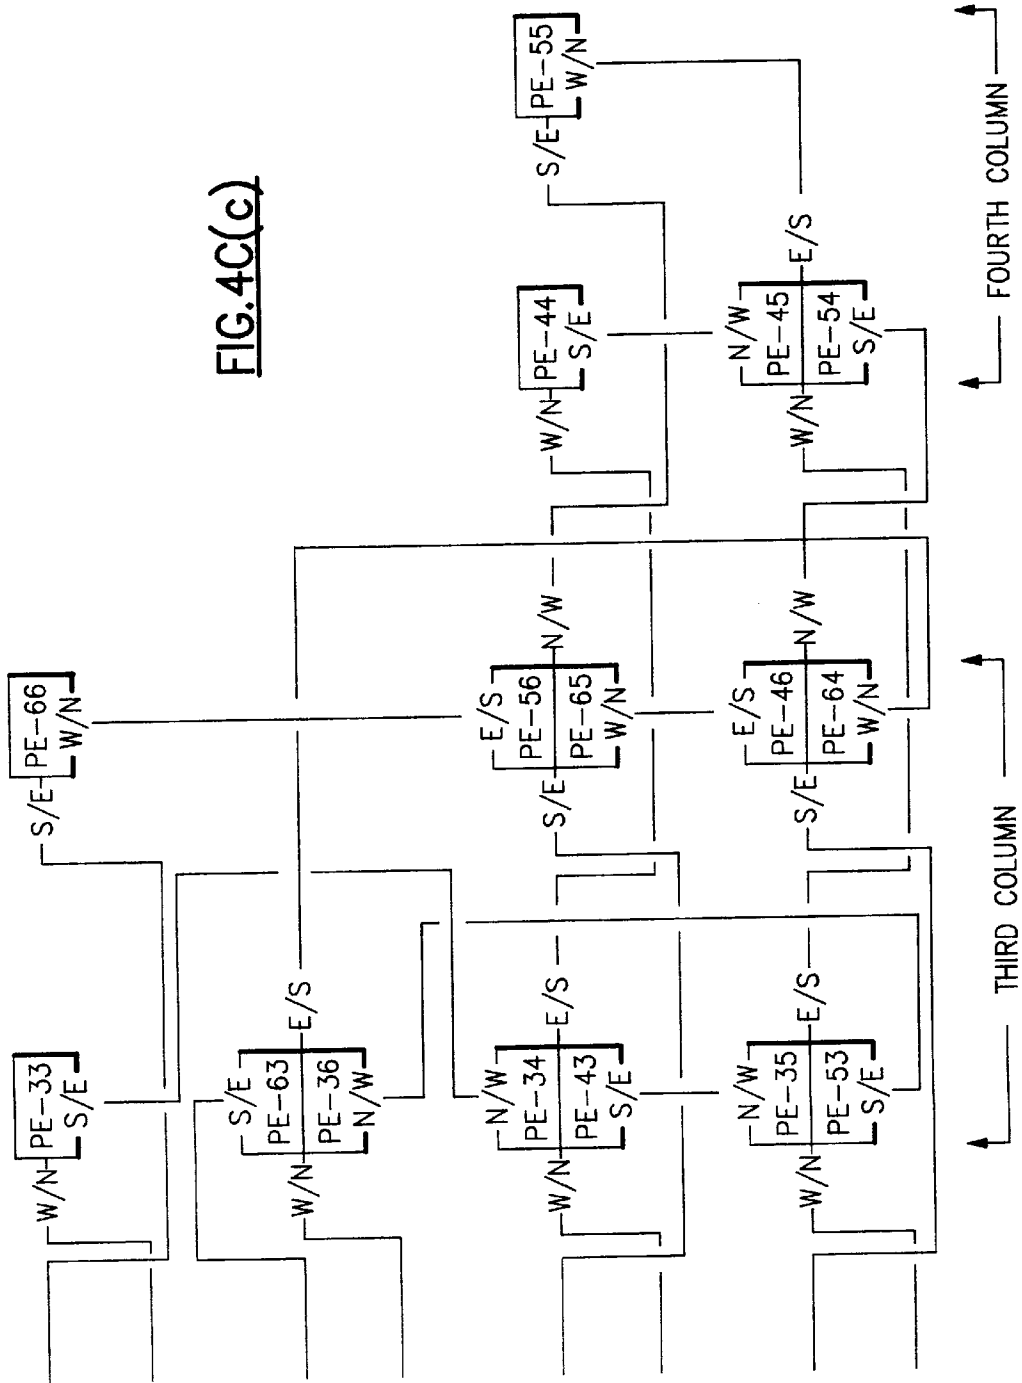 FIG.4C(c)
PE-55
W/N
S/E
PE-44
S/E
W/N
N/W
PE-45
PE-54
S/E
W/N
E/S
PE-66
W/N
S/E
E/S
PE-56
PE-65
W/N
S/E
N/W
E/S
PE-46
PE-64
W/N
S/E
N/W
PE-33
S/E
W/N
S/E
PE-63
PE-36
N/W
W/N
E/S
N/W
PE-34
PE-43
S/E
W/N
E/S
N/W
PE-35
PE-53
S/E
W/N
E/S
THIRD COLUMN
FOURTH COLUMN